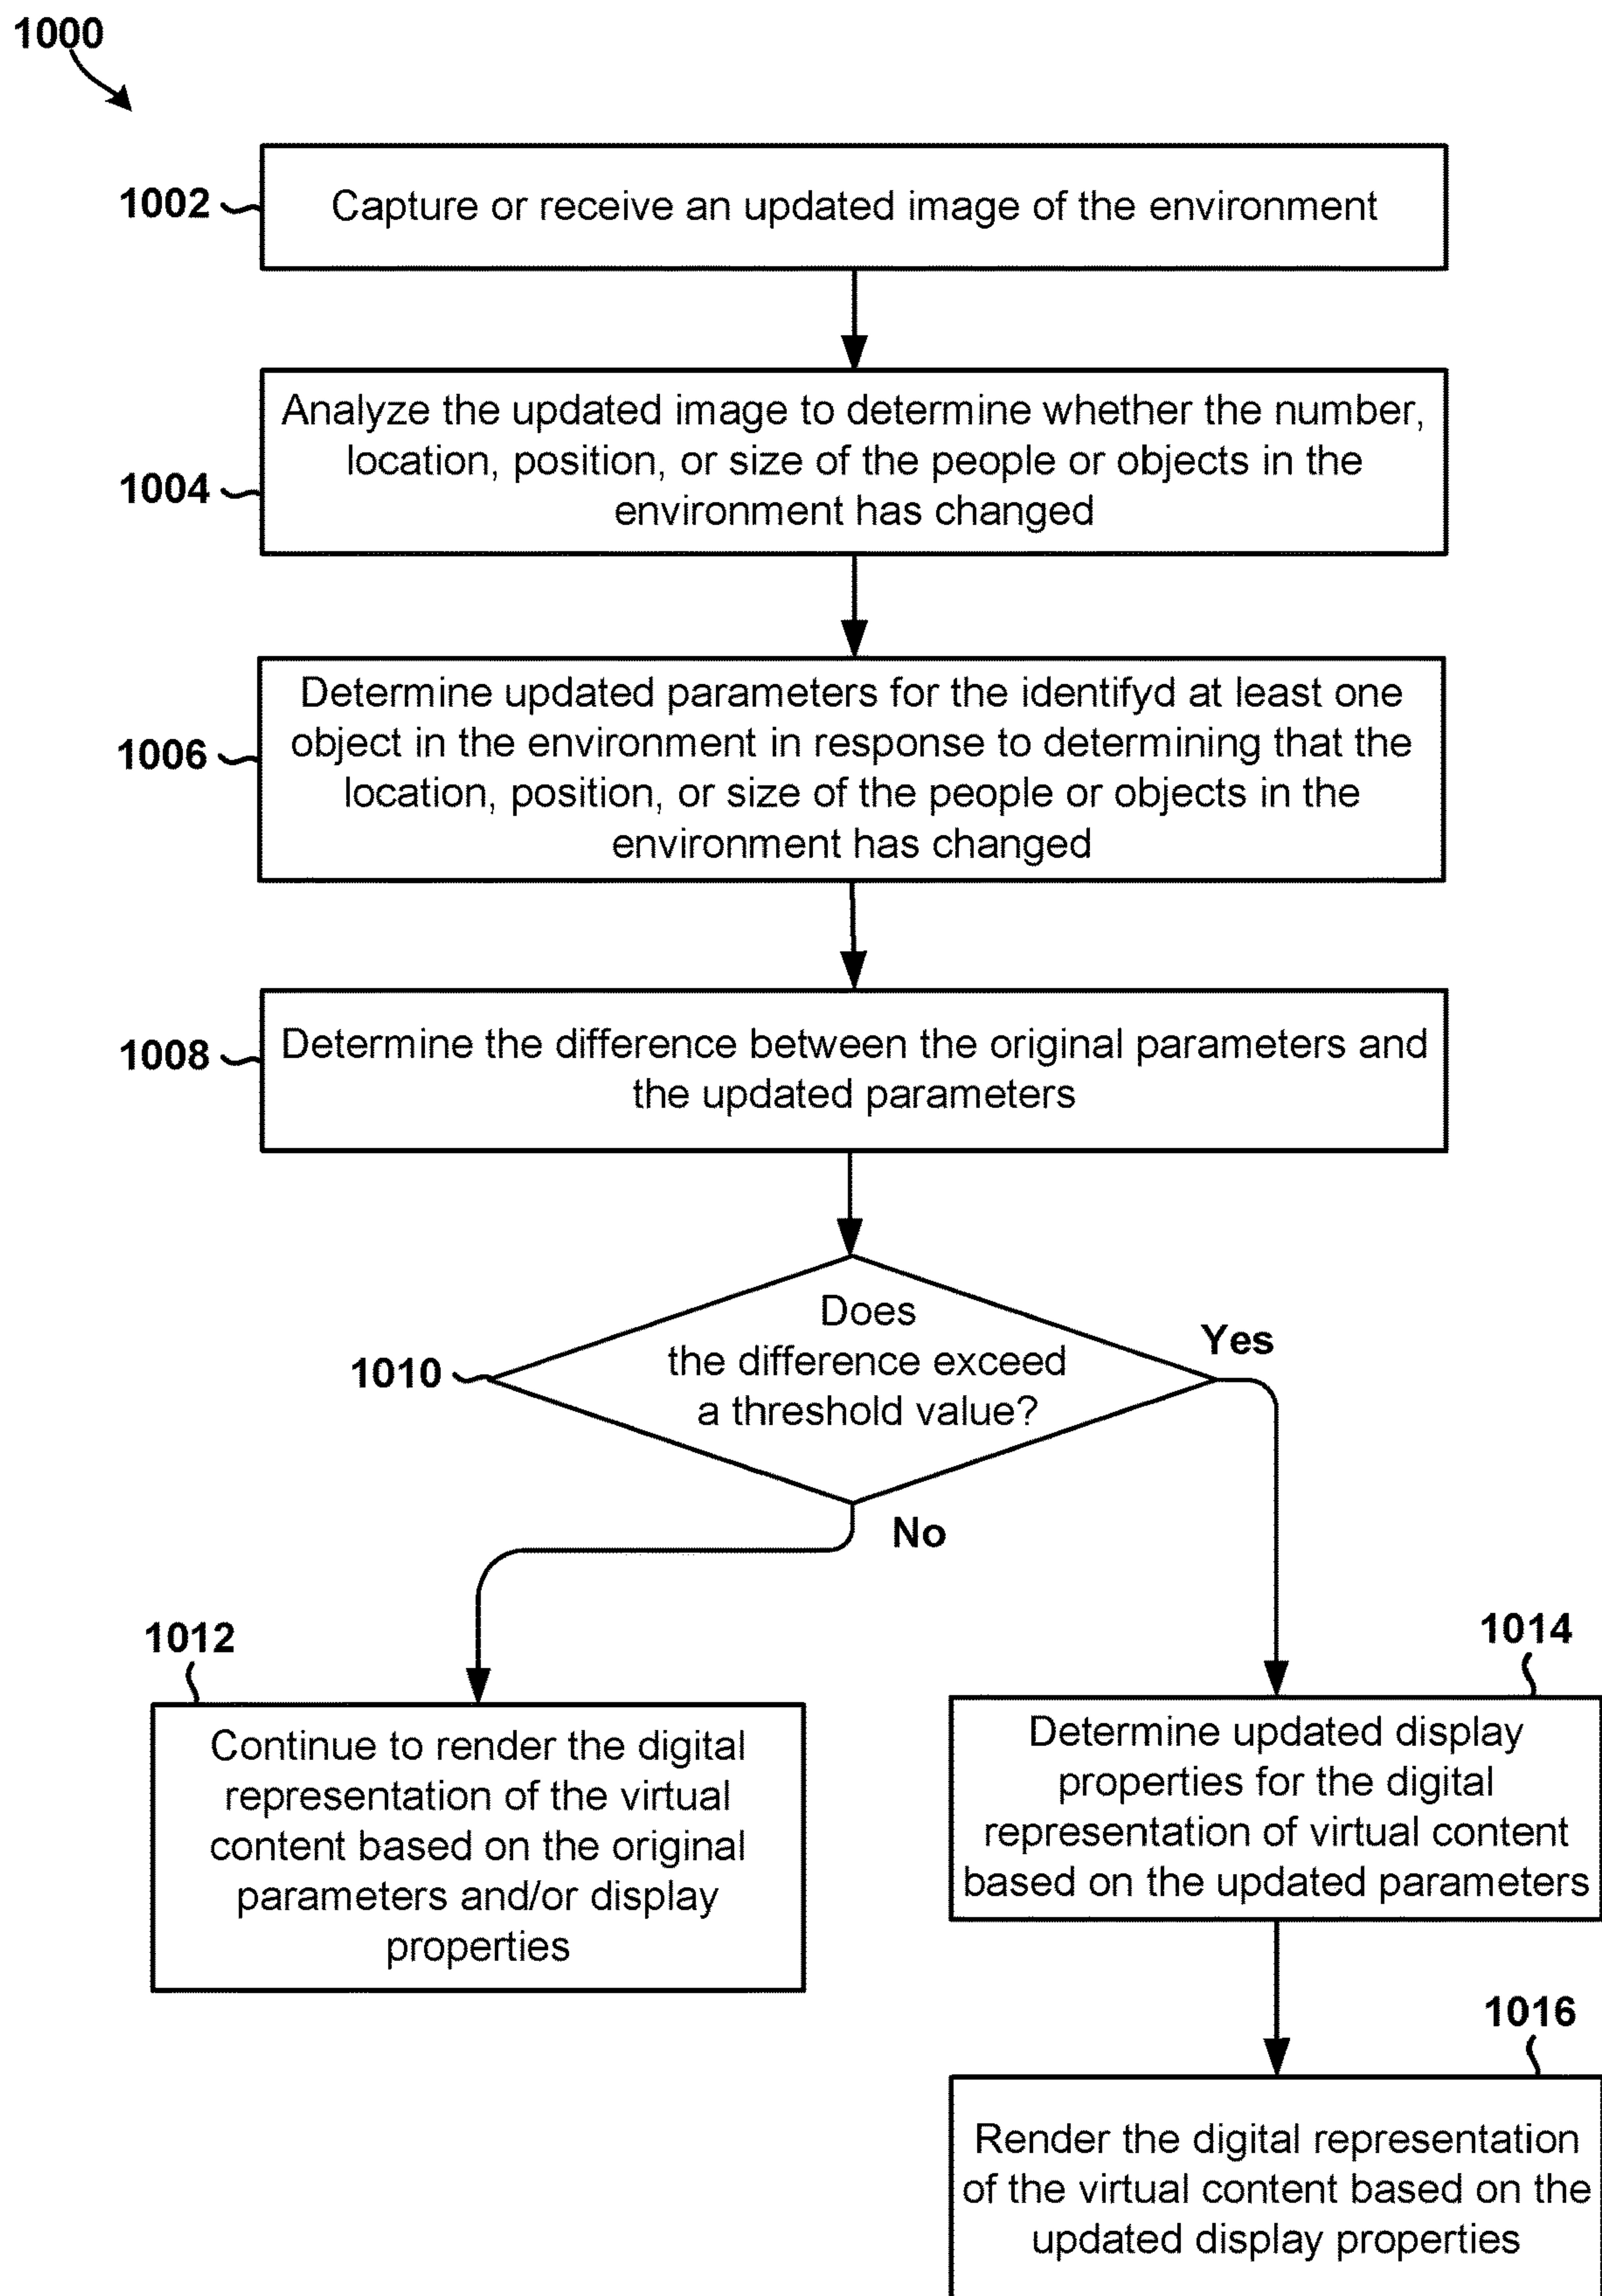 1000
1002
Capture or receive an updated image of the environment
1004
Analyze the updated image to determine whether the number,
location, position, or size of the people or objects in the
environment has changed
1006
Determine updated parameters for the identifyd at least one
object in the environment in response to determining that the
location, position, or size of the people or objects in the
environment has changed
1008
Determine the difference between the original parameters and
the updated parameters
1010
Does
the difference exceed
a threshold value?
Yes
No
1012
Continue to render the digital
representation of the virtual
content based on the original
parameters and/or display
properties
1014
Determine updated display
properties for the digital
representation of virtual content
based on the updated parameters
1016
Render the digital representation
of the virtual content based on the
updated display properties